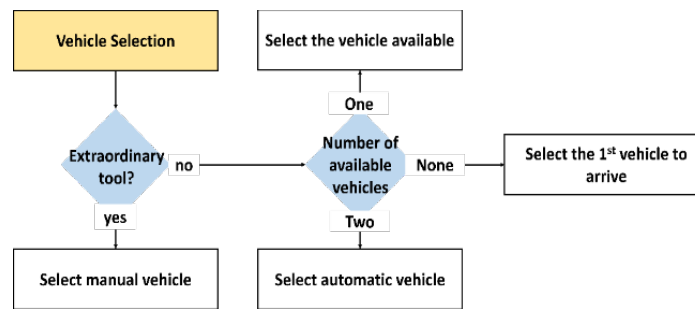 Vehicle Selection
Select the vehicle available
One
Extraordinary
tool?
no
Number of
available
vehicles
None
Select the 1st vehicle to
arrive
yes
Two
Select manual vehicle
Select automatic vehicle